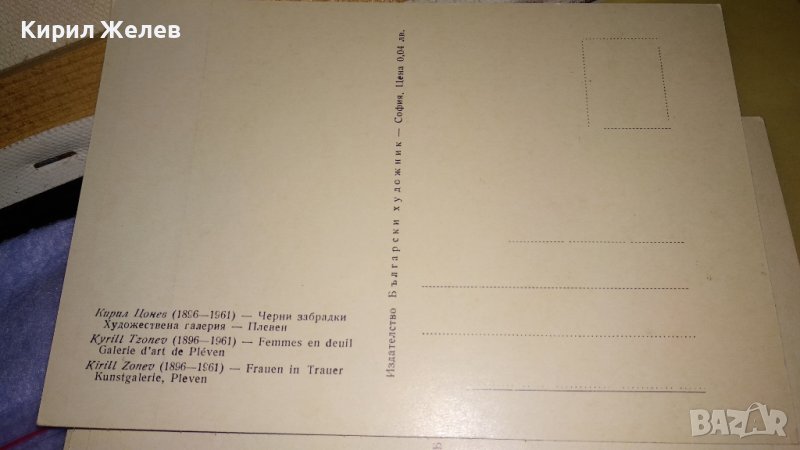 Кирил Желев
Кирил Цонев (1896—1961) — Черни забрадки
Художествена галерия — Плевен
Kyrill Tzonev (1896—1961) — Femmes en deuil
Galerie d'art de Pléven
Kirill Zonev (1896—1961) — Frauen in Trauer
Kunstgalerie, Pleven
Издателство Български художник — София. Цена 0,04 лв.
BAZAR